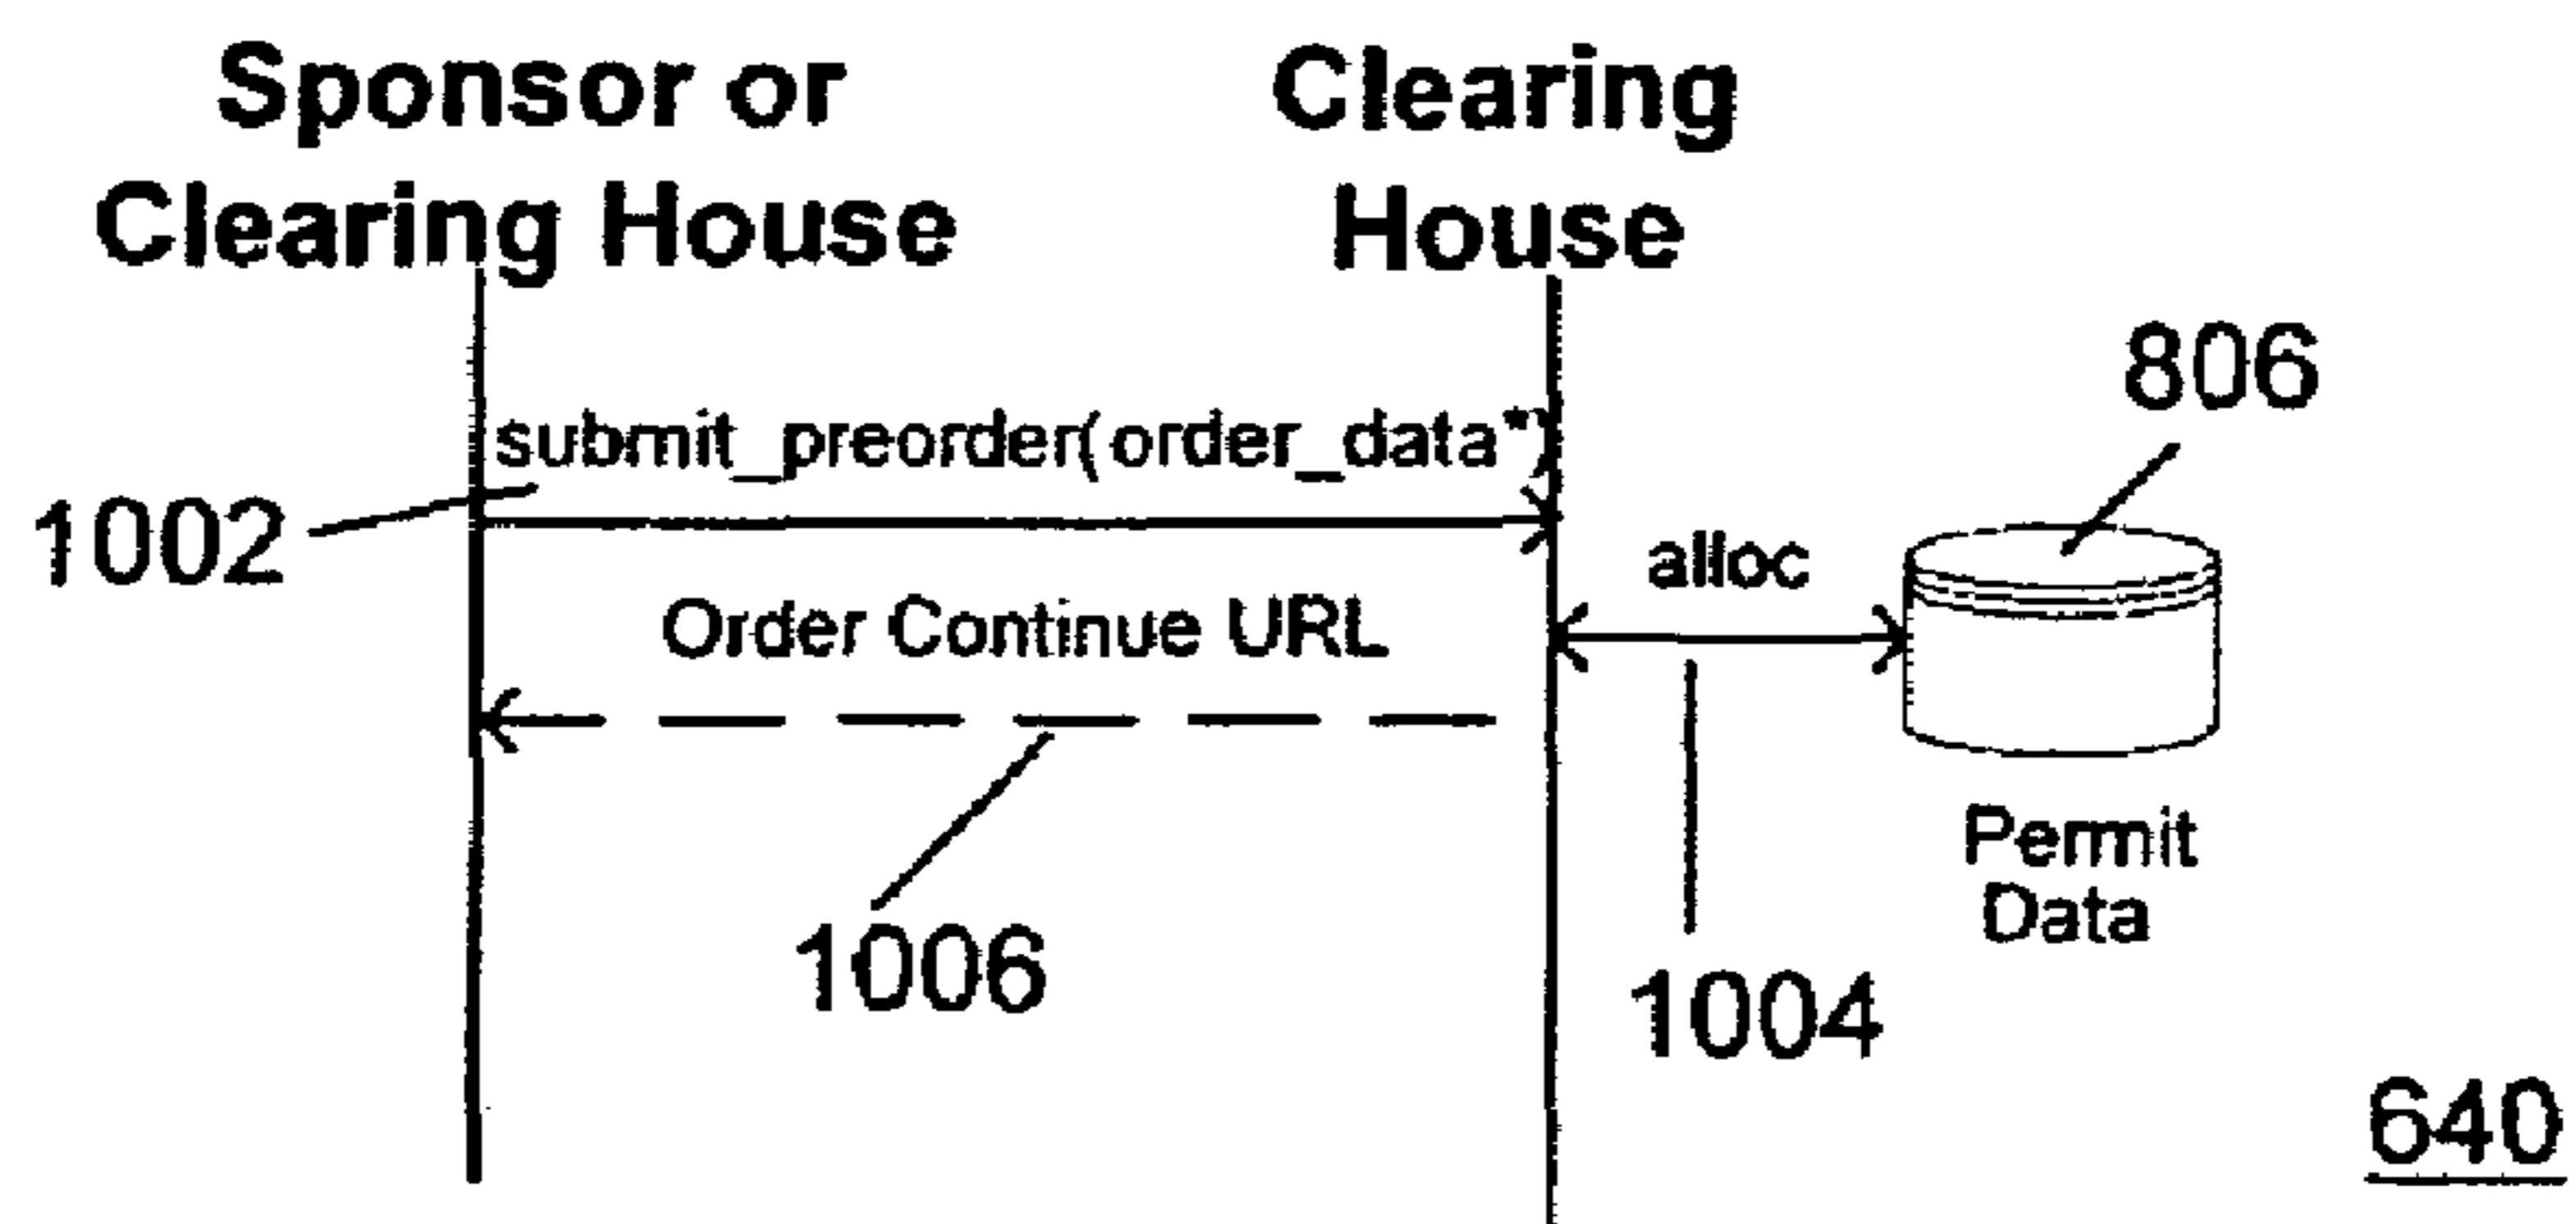 Sponsor or
Clearing House
Clearing
House
806
submit_preorder(order_data*)
1002
alloc
Order Continue URL
Permit
Data
1006
1004
640